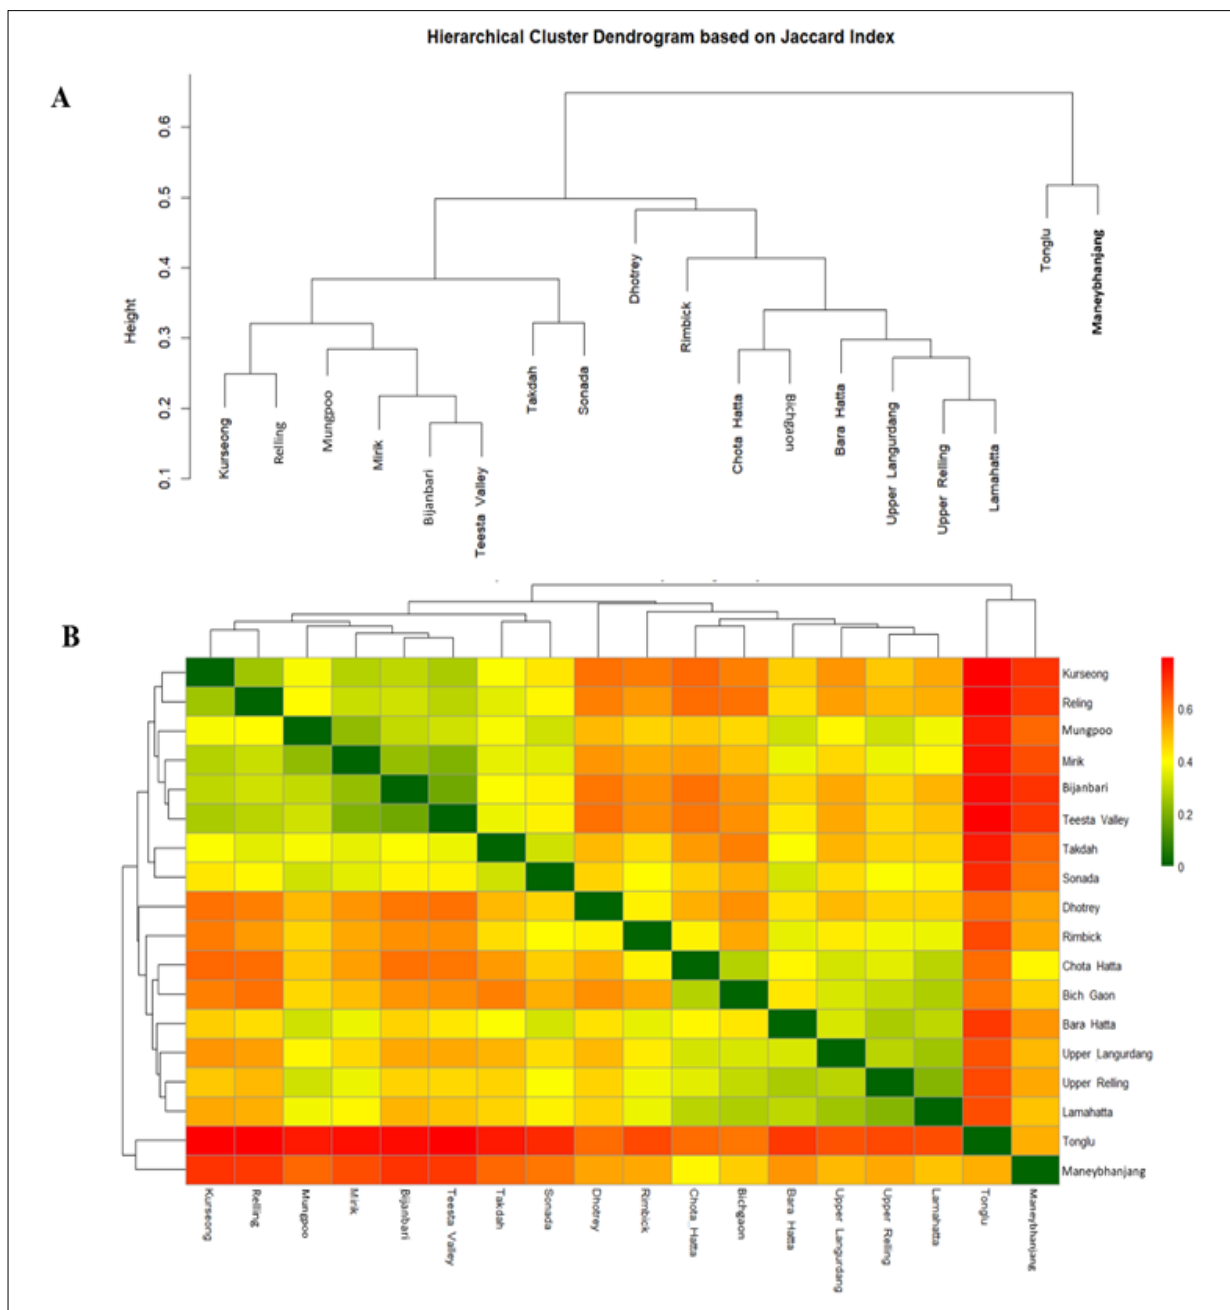 Hierarchical Cluster Dendrogram based on Jaccard Index
A
Height
0.6
0.5
0.4
0.3
0.2
0.1
Kurseong
Relling
Mungpoo
Mirik
Bijanbari
Teesta Valley
Takdah
Sonada
Dhotrey
Rimbick
Chota Hatta
Bichgaon
Bara Hatta
Upper Langurdang
Upper Relling
Lamahatta
Tonglu
Maneybhanjang
B
Kurseong
Reling
Mungpoo
Mirik
Bijanbari
Teesta Valley
Takdah
Sonada
Dhotrey
Rimbick
Chota Hatta
Bich Gaon
Bara Hatta
Upper Langurdang
Upper Relling
Lamahatta
Tonglu
Maneybhanjang
0.6
0.4
0.2
0
Kurseong
Relling
Mungpoo
Mirik
Bijanbari
Teesta Valley
Takdah
Sonada
Dhotrey
Rimbick
Chota Hatta
Bichgaon
Bara Hatta
Upper Langurdang
Upper Relling
Lamahatta
Tonglu
Maneybhanjang